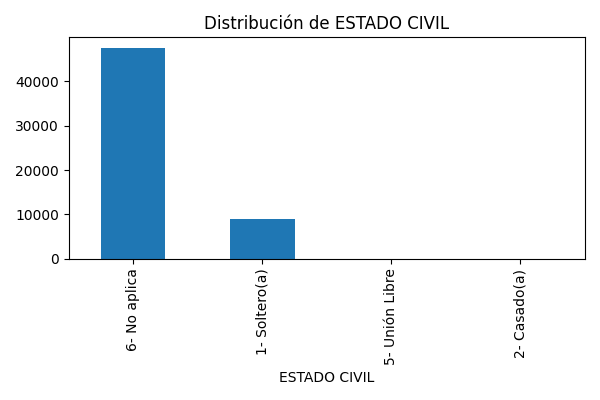 Distribución de ESTADO CIVIL
40000
30000
20000
10000
0
6- No aplica
1- Soltero(a)
5- Unión Libre
2- Casado(a)
ESTADO CIVIL